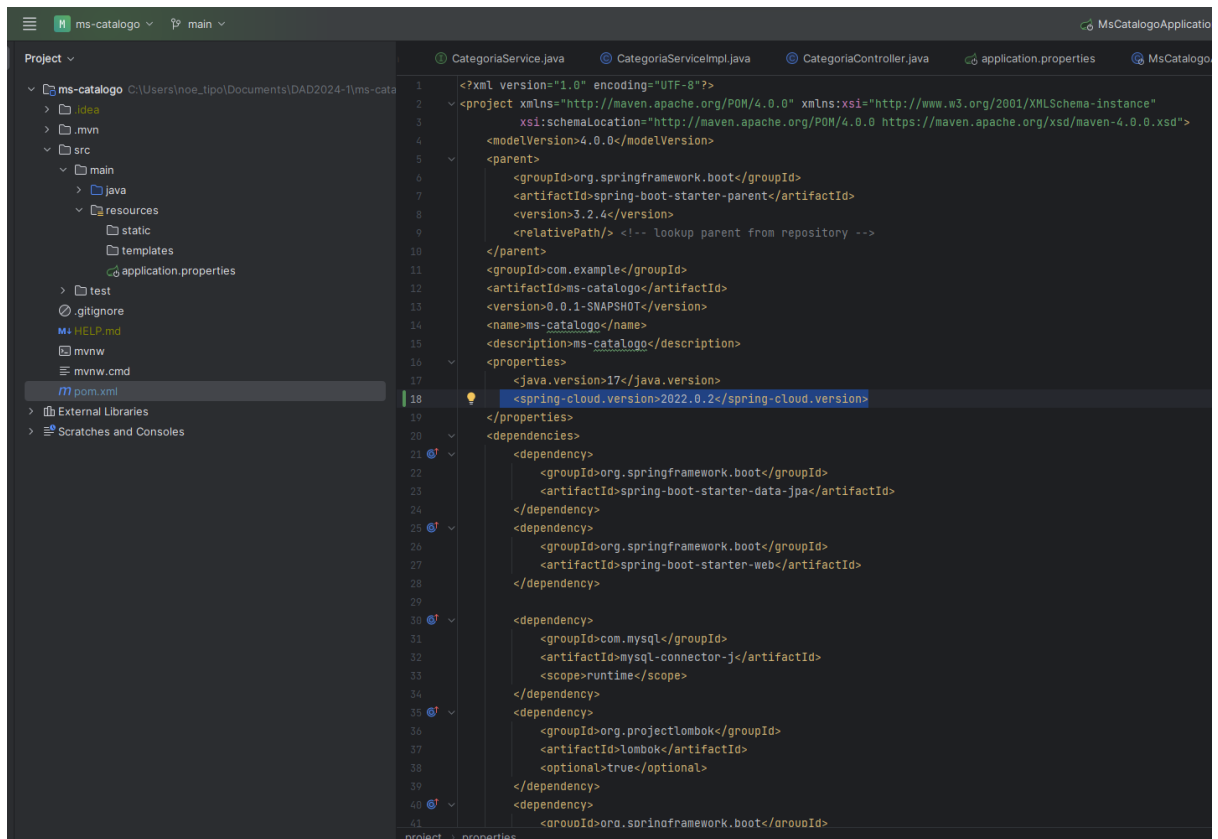 ms-catalogo main MsCatalogoApplicatio
Project
CategoriaService.java CategoriaServiceImpl.java CategoriaController.java application.properties MsCatalogo
ms-catalogo C:\Users\noe_tipo\Documents\DAD2024-1\ms-cata
.idea
.mvn
src
main
java
resources
static
templates
application.properties
test
.gitignore
HELP.md
mvnw
mvnw.cmd
pom.xml
External Libraries
Scratches and Consoles
1 <?xml version="1.0" encoding="UTF-8"?>
2 <project xmlns="http://maven.apache.org/POM/4.0.0" xmlns:xsi="http://www.w3.org/2001/XMLSchema-instance"
3 xsi:schemaLocation="http://maven.apache.org/POM/4.0.0 https://maven.apache.org/xsd/maven-4.0.0.xsd">
4 <modelVersion>4.0.0</modelVersion>
5 <parent>
6 <groupId>org.springframework.boot</groupId>
7 <artifactId>spring-boot-starter-parent</artifactId>
8 <version>3.2.4</version>
9 <relativePath/> <!-- lookup parent from repository -->
10 </parent>
11 <groupId>com.example</groupId>
12 <artifactId>ms-catalogo</artifactId>
13 <version>0.0.1-SNAPSHOT</version>
14 <name>ms-catalogo</name>
15 <description>ms-catalogo</description>
16 <properties>
17 <java.version>17</java.version>
18 <spring-cloud.version>2022.0.2</spring-cloud.version>
19 </properties>
20 <dependencies>
21 <dependency>
22 <groupId>org.springframework.boot</groupId>
23 <artifactId>spring-boot-starter-data-jpa</artifactId>
24 </dependency>
25 <dependency>
26 <groupId>org.springframework.boot</groupId>
27 <artifactId>spring-boot-starter-web</artifactId>
28 </dependency>
29
30 <dependency>
31 <groupId>com.mysql</groupId>
32 <artifactId>mysql-connector-j</artifactId>
33 <scope>runtime</scope>
34 </dependency>
35 <dependency>
36 <groupId>org.projectlombok</groupId>
37 <artifactId>lombok</artifactId>
38 <optional>true</optional>
39 </dependency>
40 <dependency>
41 <groupId>org.springframework.boot</groupId>
project > properties